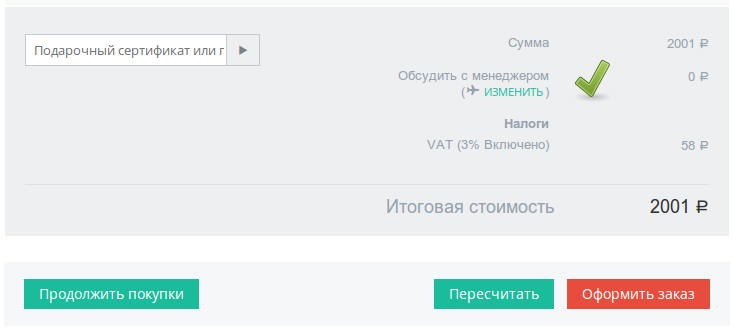 Подарочный сертификат или г
Сумма 2001 ₽
Обсудить с менеджером 0 ₽
(ИЗМЕНИТЬ)
Налоги
VAT (3% Включено) 58 ₽
Итоговая стоимость 2001 ₽
Продолжить покупки Пересчитать Оформить заказ